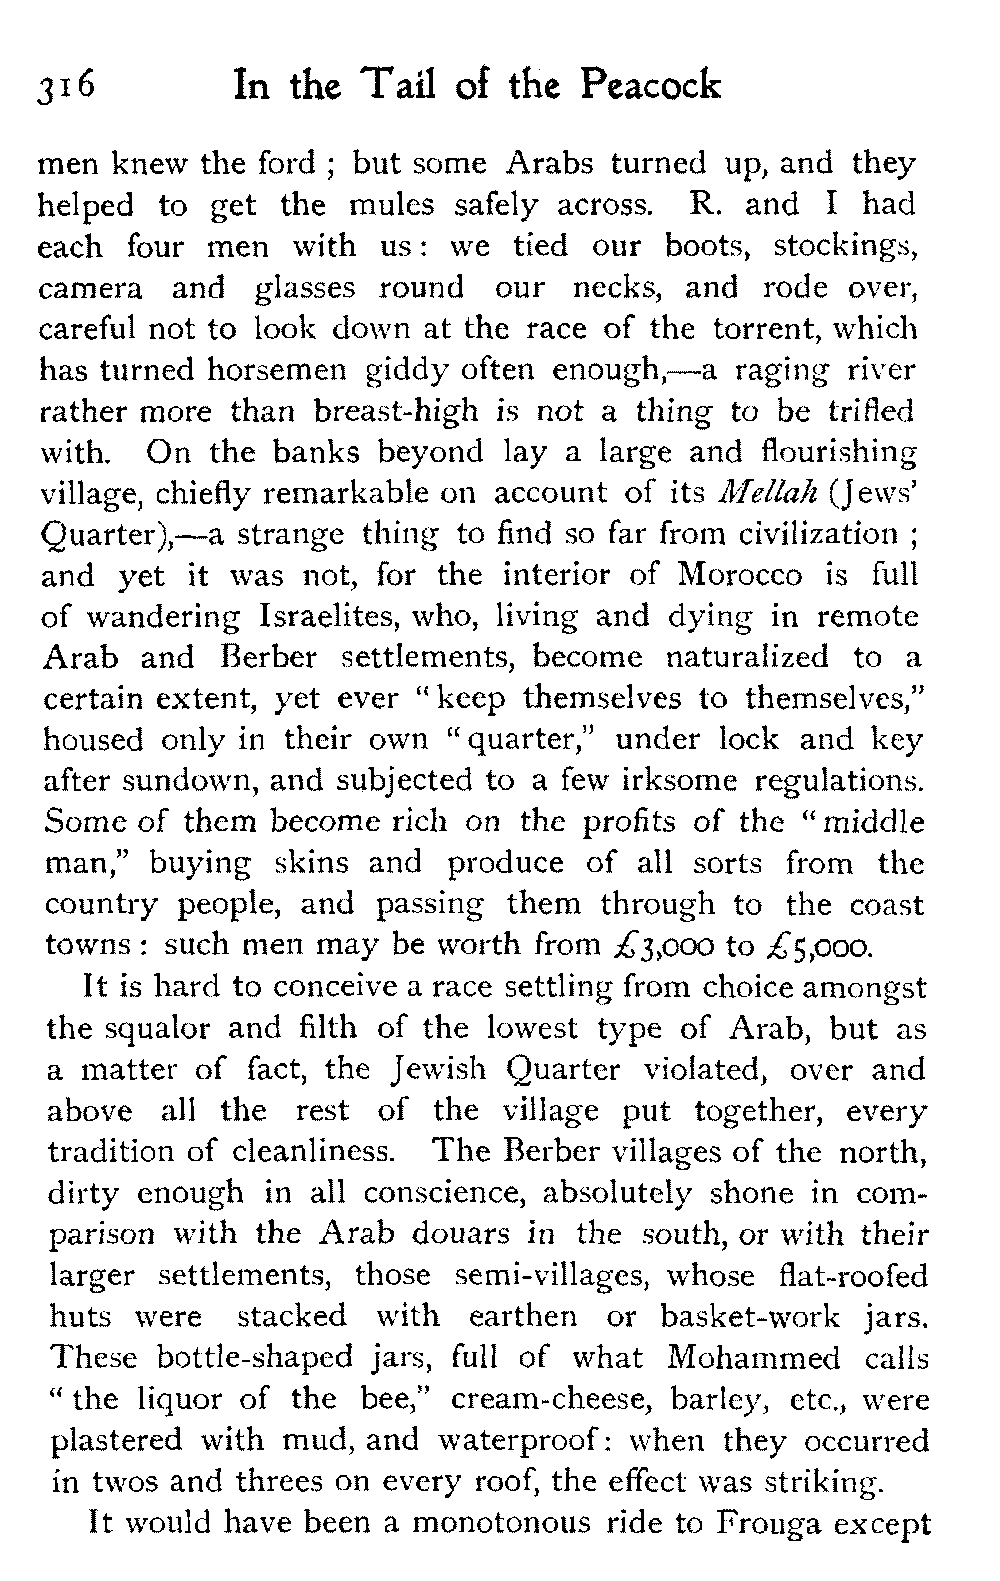 316 In the Tail of the Peacock
men knew the ford ; but some Arabs turned up, and they
helped to get the mules safely across. R. and I had
each four men with us : we tied our boots, stockings,
camera and glasses round our necks, and rode over,
careful not to look down at the race of the torrent, which
has turned horsemen giddy often enough,—a raging river
rather more than breast-high is not a thing to be trifled
with. On the banks beyond lay a large and flourishing
village, chiefly remarkable on account of its Mellah (Jews’
Quarter),—a strange thing to find so far from civilization ;
and yet it was not, for the interior of Morocco is full
of wandering Israelites, who, living and dying in remote
Arab and Berber settlements, become naturalized to a
certain extent, yet ever “ keep themselves to themselves,”
housed only in their own “ quarter,” under lock and key
after sundown, and subjected to a few irksome regulations.
Some of them become rich on the profits of the “ middle
man,” buying skins and produce of all sorts from the
country people, and passing them through to the coast
towns : such men may be worth from £3,000 to £5,000.
It is hard to conceive a race settling from choice amongst
the squalor and filth of the lowest type of Arab, but as
a matter of fact, the Jewish Quarter violated, over and
above all the rest of the village put together, every
tradition of cleanliness. The Berber villages of the north,
dirty enough in all conscience, absolutely shone in com-
parison with the Arab douars in the south, or with their
larger settlements, those semi-villages, whose flat-roofed
huts were stacked with earthen or basket-work jars.
These bottle-shaped jars, full of what Mohammed calls
“ the liquor of the bee,” cream-cheese, barley, etc., were
plastered with mud, and waterproof : when they occurred
in twos and threes on every roof, the effect was striking.
It would have been a monotonous ride to Frouga except